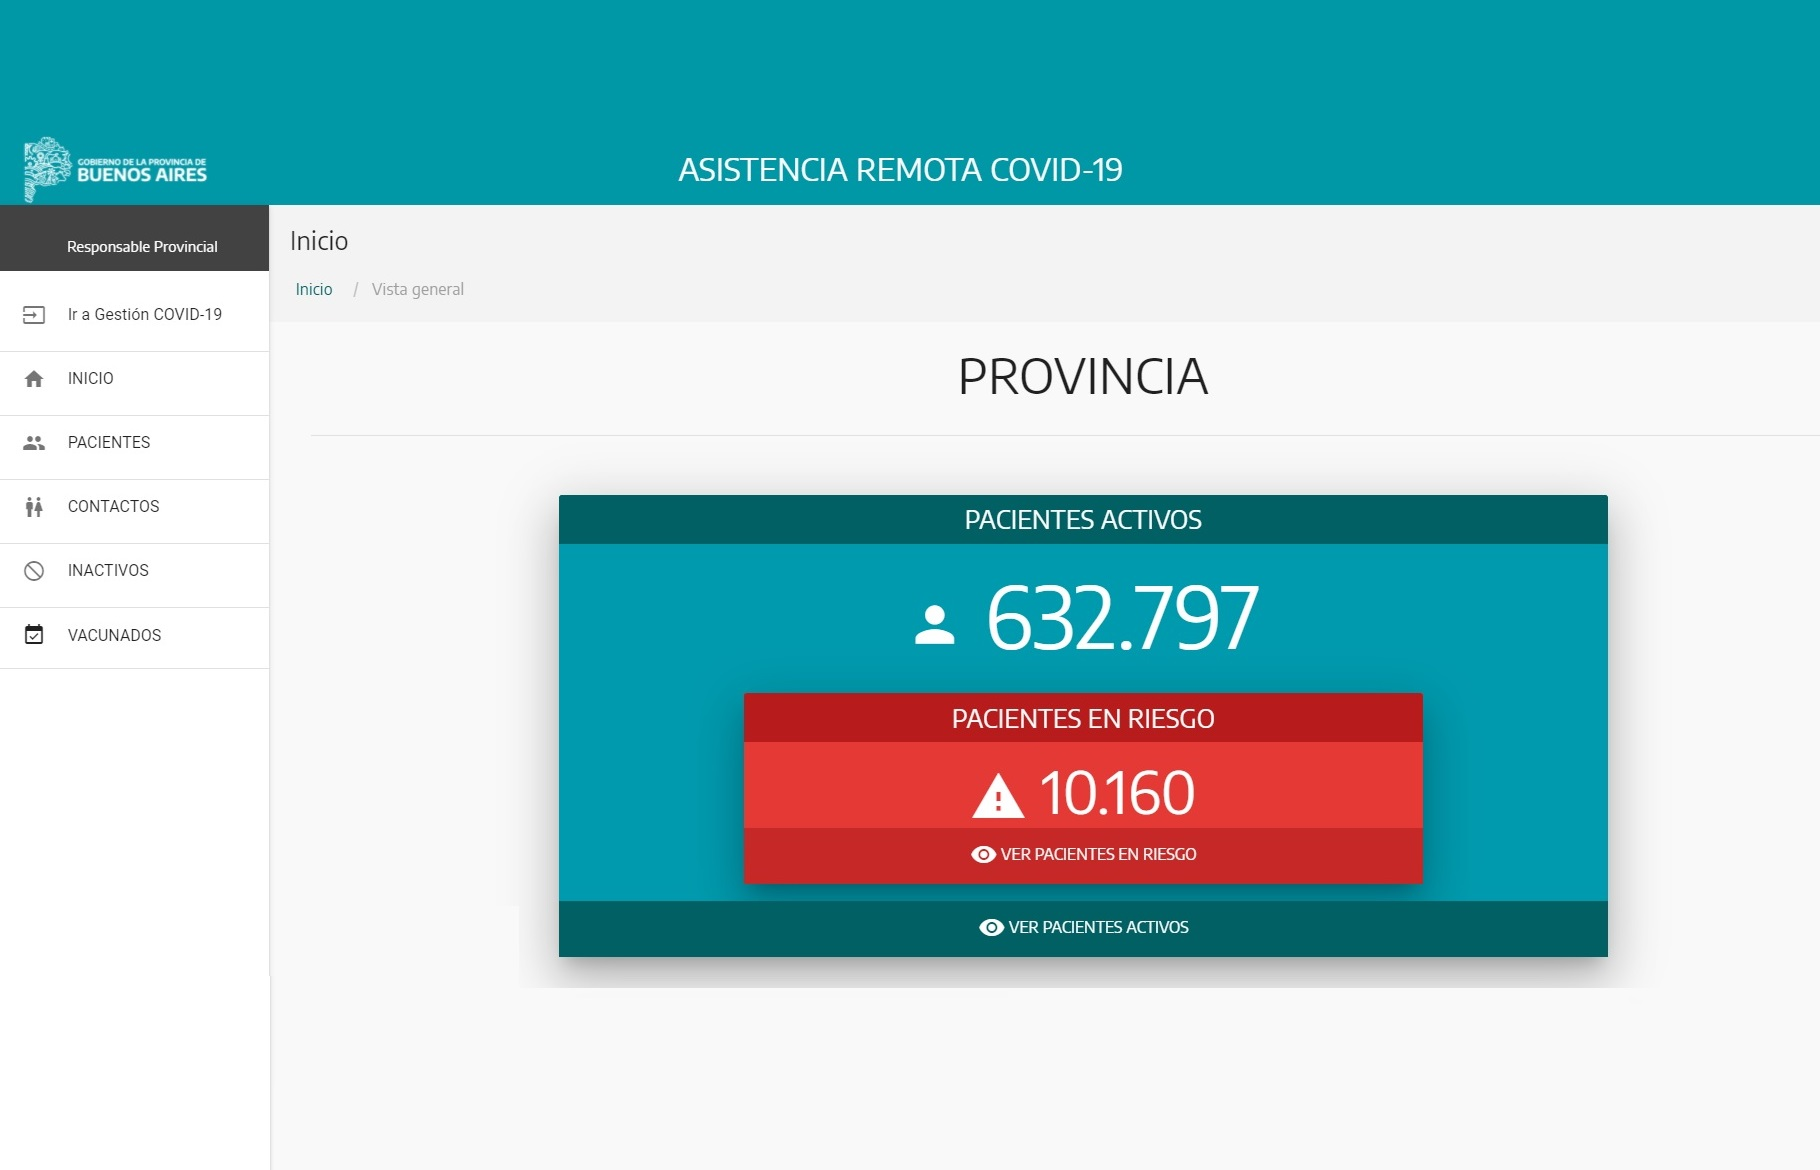 GOBIERNO DE LA PROVINCIA DE
BUENOS AIRES
ASISTENCIA REMOTA COVID-19
Responsable Provincial
Ir a Gestión COVID-19
INICIO
PACIENTES
CONTACTOS
INACTIVOS
VACUNADOS
Inicio
Inicio / Vista general
PROVINCIA
PACIENTES ACTIVOS
632.797
PACIENTES EN RIESGO
10.160
VER PACIENTES EN RIESGO
VER PACIENTES ACTIVOS